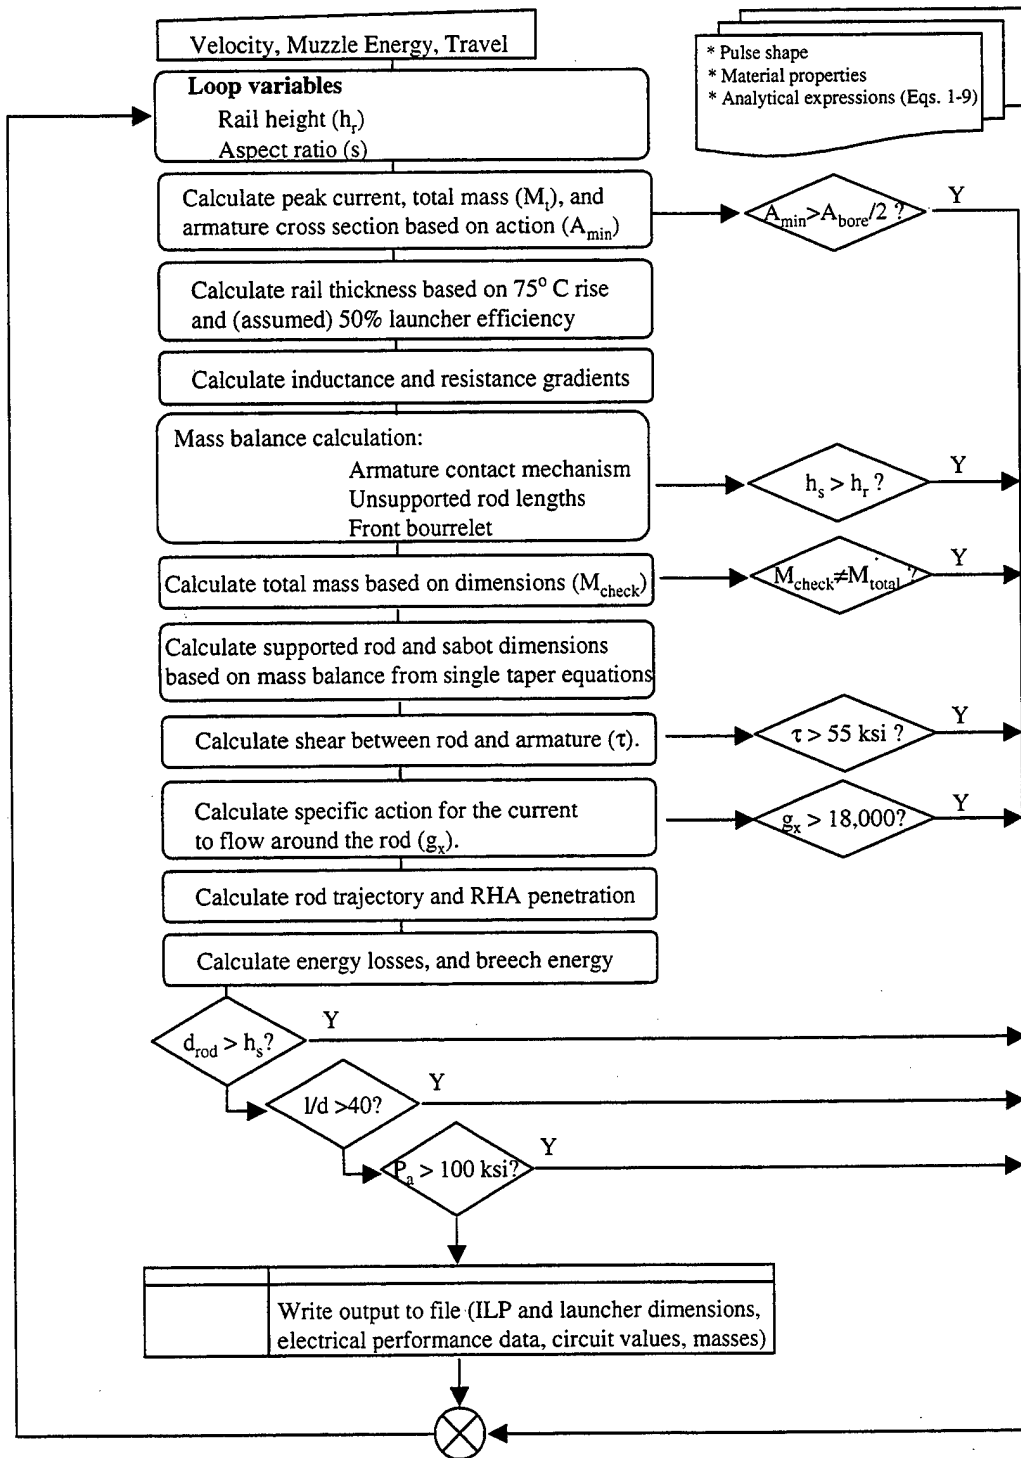 Velocity, Muzzle Energy, Travel
* Pulse shape
* Material properties
* Analytical expressions (Eqs. 1-9)
Loop variables
Rail height (hr)
Aspect ratio (s)
Calculate peak current, total mass (Mt), and
armature cross section based on action (Amin)
Amin>Abore/2 ?
Y
Calculate rail thickness based on 75° C rise
and (assumed) 50% launcher efficiency
Calculate inductance and resistance gradients
Mass balance calculation:
Armature contact mechanism
Unsupported rod lengths
Front bourrelet
hs > hr ?
Y
Calculate total mass based on dimensions (Mcheck)
Mcheck≠Mtotal ?
Y
Calculate supported rod and sabot dimensions
based on mass balance from single taper equations
Calculate shear between rod and armature (τ).
τ > 55 ksi ?
Y
Calculate specific action for the current
to flow around the rod (gx).
gx > 18,000?
Y
Calculate rod trajectory and RHA penetration
Calculate energy losses, and breech energy
drod > hs?
Y
l/d >40?
Y
Pa > 100 ksi?
Y
Write output to file (ILP and launcher dimensions,
electrical performance data, circuit values, masses)